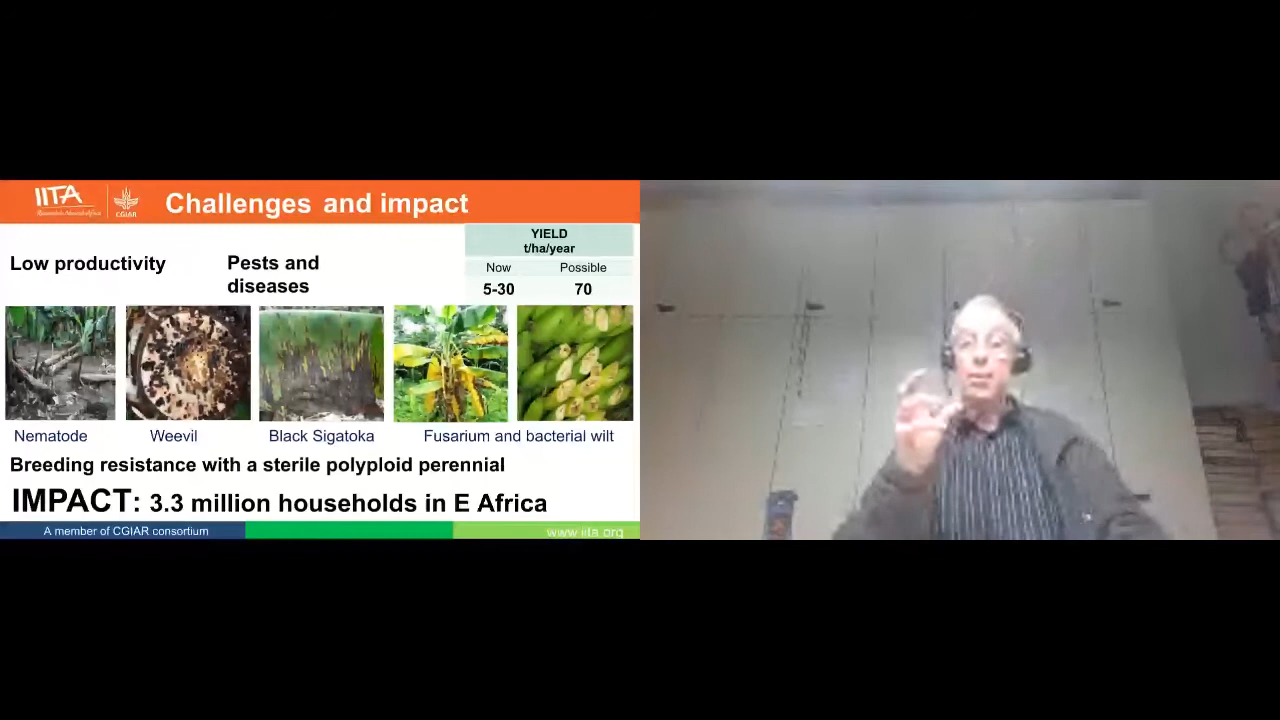 IITA
CGIAR
Challenges and impact
YIELD
t/ha/year
Low productivity
Pests and
diseases
Now Possible
5-30 70
Nematode Weevil Black Sigatoka Fusarium and bacterial wilt
Breeding resistance with a sterile polyploid perennial
IMPACT: 3.3 million households in E Africa
A member of CGIAR consortium www.iita.org